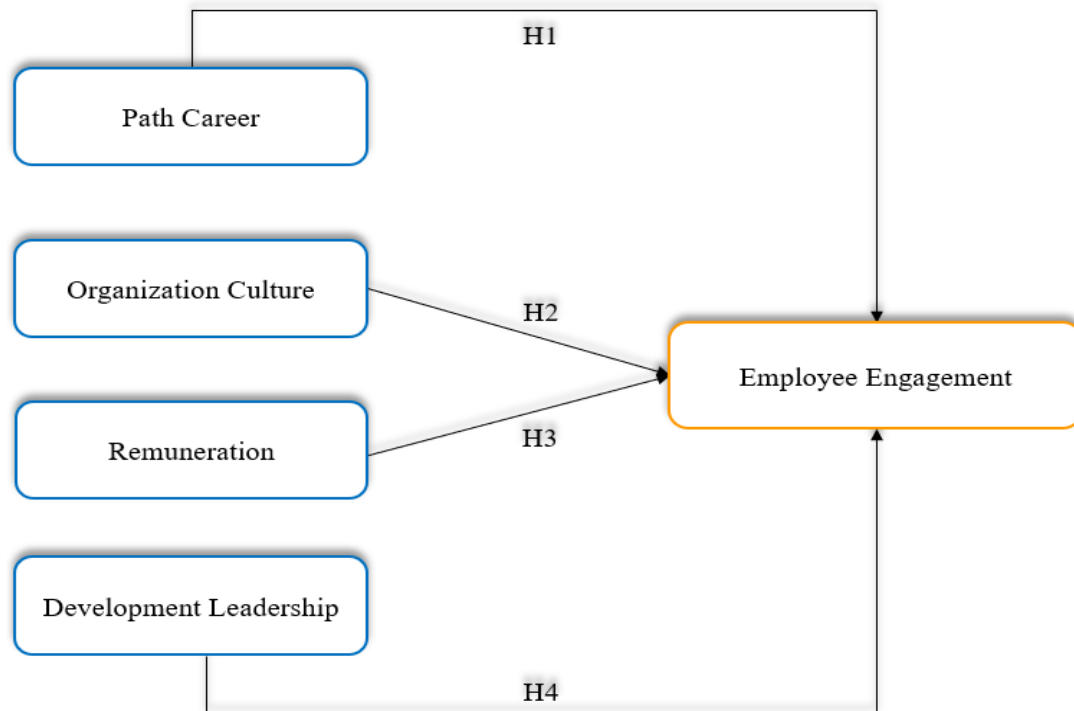 H1
Path Career
Organization Culture
H2
Employee Engagement
H3
Remuneration
Development Leadership
H4